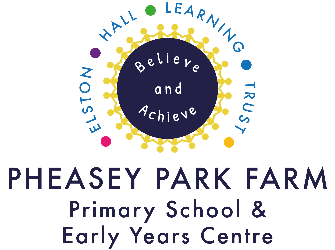 ELSTON HALL LEARNING TRUST
Believe
and
Achieve
PHEASEY PARK FARM
Primary School &
Early Years Centre